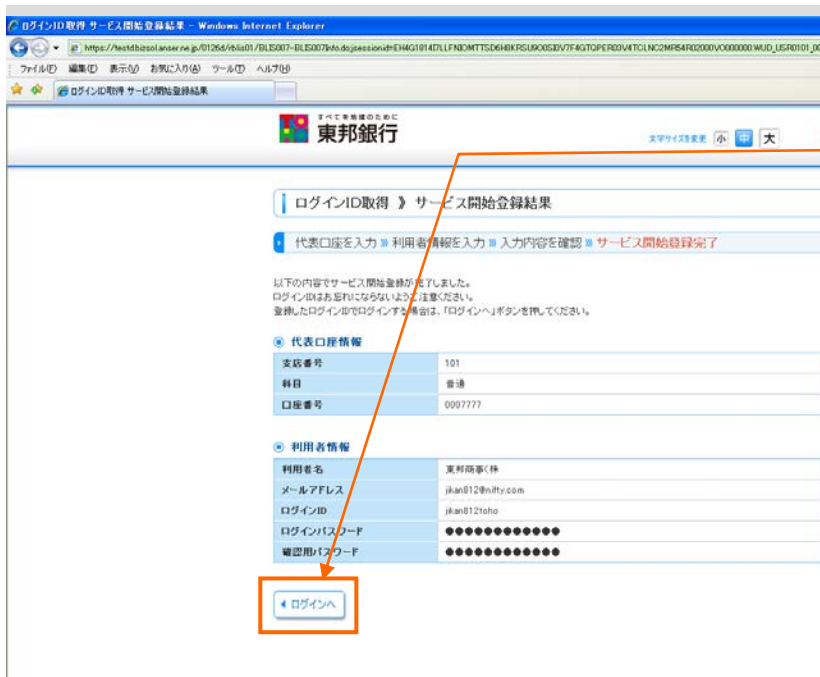 ログインID取得 サービス開始登録結果 - Windows Internet Explorer
ファイル(F) 編集(E) 表示(V) お気に入り(A) ツール(T) ヘルプ(H)
ログインID取得 サービス開始登録結果
すべてを地域のために
東邦銀行
文字サイズを変更 小 中 大
ログインID取得 》 サービス開始登録結果
代表口座を入力 » 利用者情報を入力 » 入力内容を確認 » サービス開始登録完了
以下の内容でサービス開始登録が完了しました。
ログインIDはお忘れにならないようご注意ください。
登録したログインIDでログインする場合は、「ログインへ」ボタンを押してください。
代表口座情報
支店番号 101
科目 普通
口座番号 0007777
利用者情報
利用者名 東邦商事(株
メールアドレス jikan012@nifty.com
ログインID jikan012toho
ログインパスワード ●●●●●●●●●●●●
確認用パスワード ●●●●●●●●●●●●
ログインへ